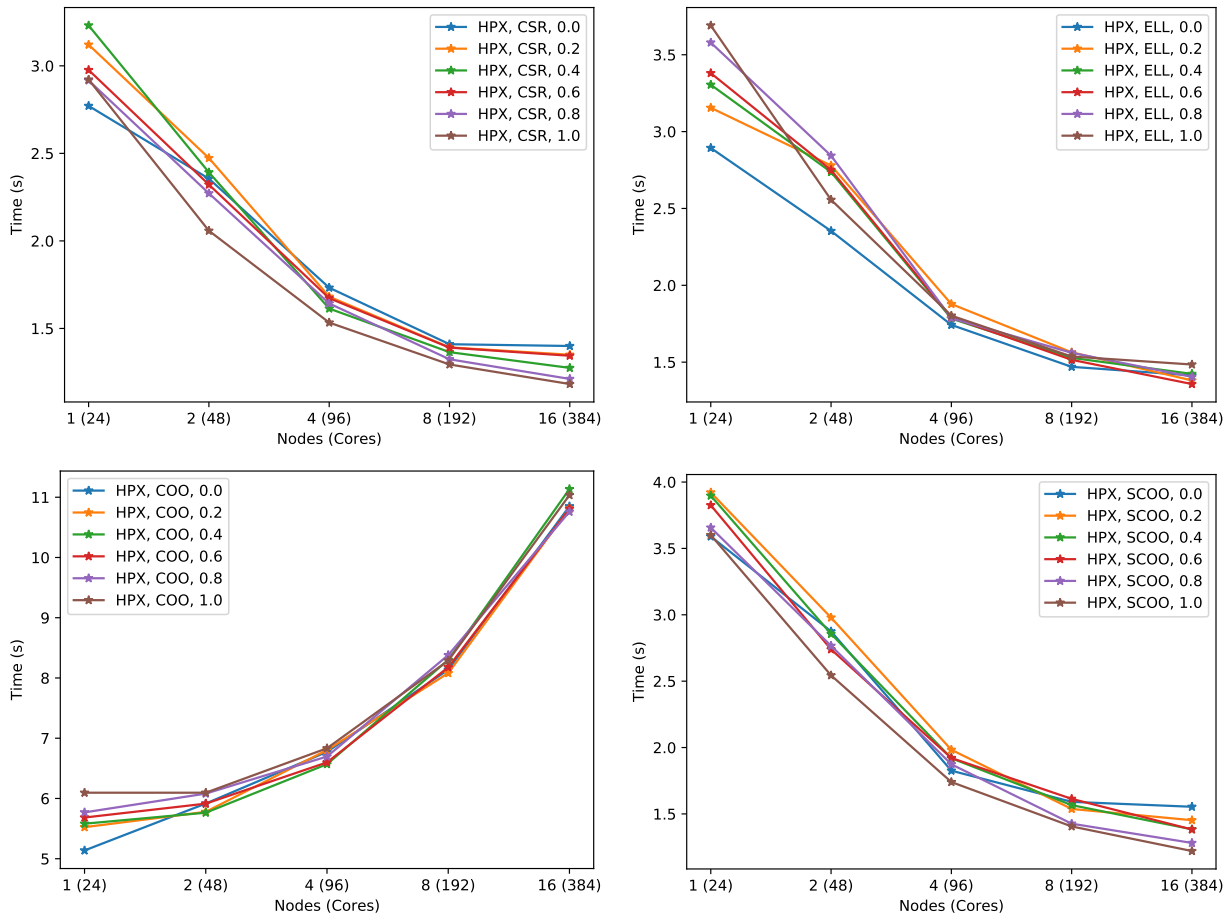 HPX, CSR, 0.0
HPX, CSR, 0.2
HPX, CSR, 0.4
HPX, CSR, 0.6
HPX, CSR, 0.8
HPX, CSR, 1.0
3.0
2.5
2.0
1.5
Time (s)
1 (24) 2 (48) 4 (96) 8 (192) 16 (384)
Nodes (Cores)
HPX, ELL, 0.0
HPX, ELL, 0.2
HPX, ELL, 0.4
HPX, ELL, 0.6
HPX, ELL, 0.8
HPX, ELL, 1.0
3.5
3.0
2.5
2.0
1.5
Time (s)
1 (24) 2 (48) 4 (96) 8 (192) 16 (384)
Nodes (Cores)
HPX, COO, 0.0
HPX, COO, 0.2
HPX, COO, 0.4
HPX, COO, 0.6
HPX, COO, 0.8
HPX, COO, 1.0
11
10
9
8
7
6
5
Time (s)
1 (24) 2 (48) 4 (96) 8 (192) 16 (384)
Nodes (Cores)
HPX, SCOO, 0.0
HPX, SCOO, 0.2
HPX, SCOO, 0.4
HPX, SCOO, 0.6
HPX, SCOO, 0.8
HPX, SCOO, 1.0
4.0
3.5
3.0
2.5
2.0
1.5
Time (s)
1 (24) 2 (48) 4 (96) 8 (192) 16 (384)
Nodes (Cores)